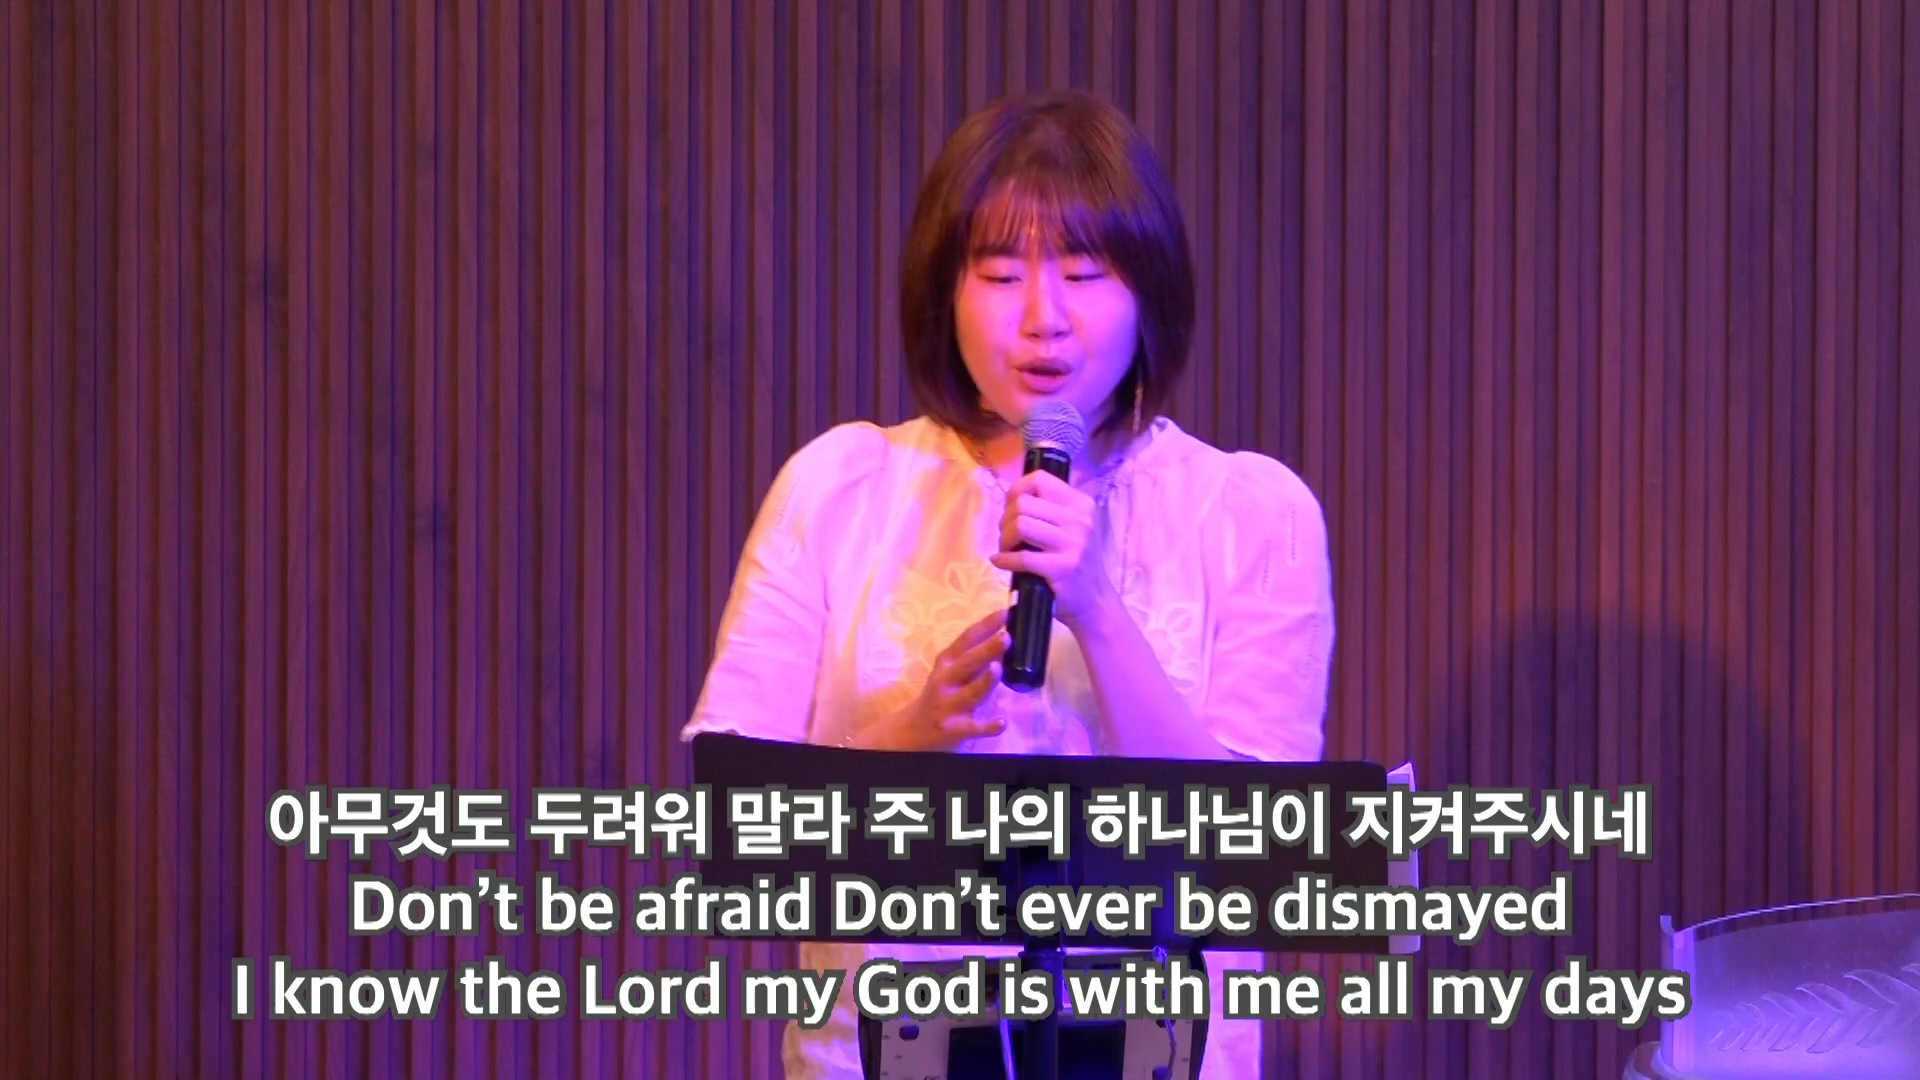 아무것도 두려워 말라 주 나의 하나님이 지켜주시네
Don’t be afraid Don’t ever be dismayed
I know the Lord my God is with me all my days